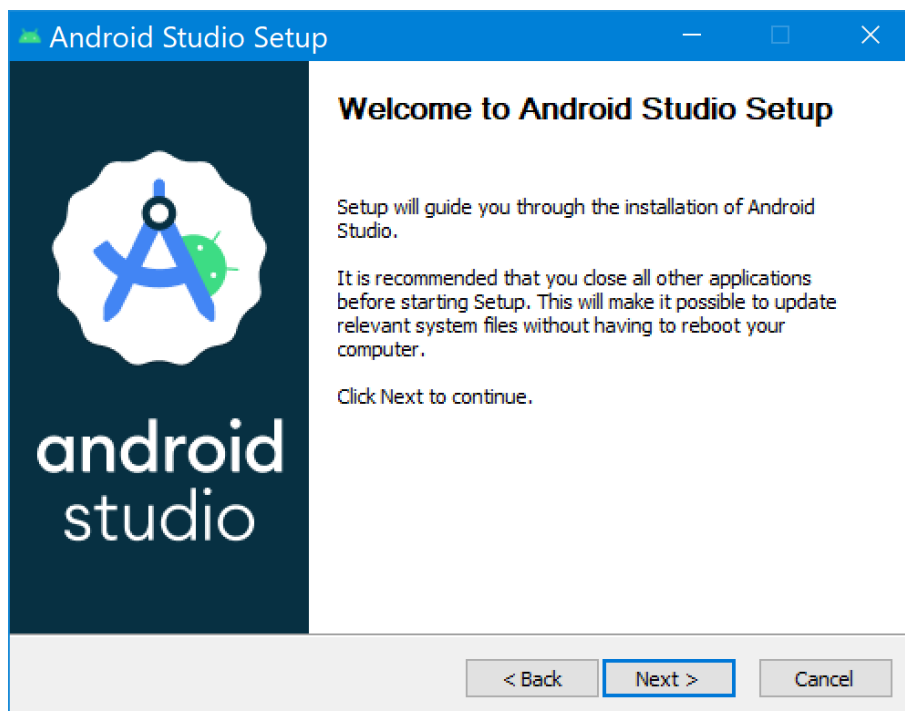 Android Studio Setup
Welcome to Android Studio Setup
Setup will guide you through the installation of Android
Studio.
It is recommended that you close all other applications
before starting Setup. This will make it possible to update
relevant system files without having to reboot your
computer.
Click Next to continue.
android
studio
< Back
Next >
Cancel